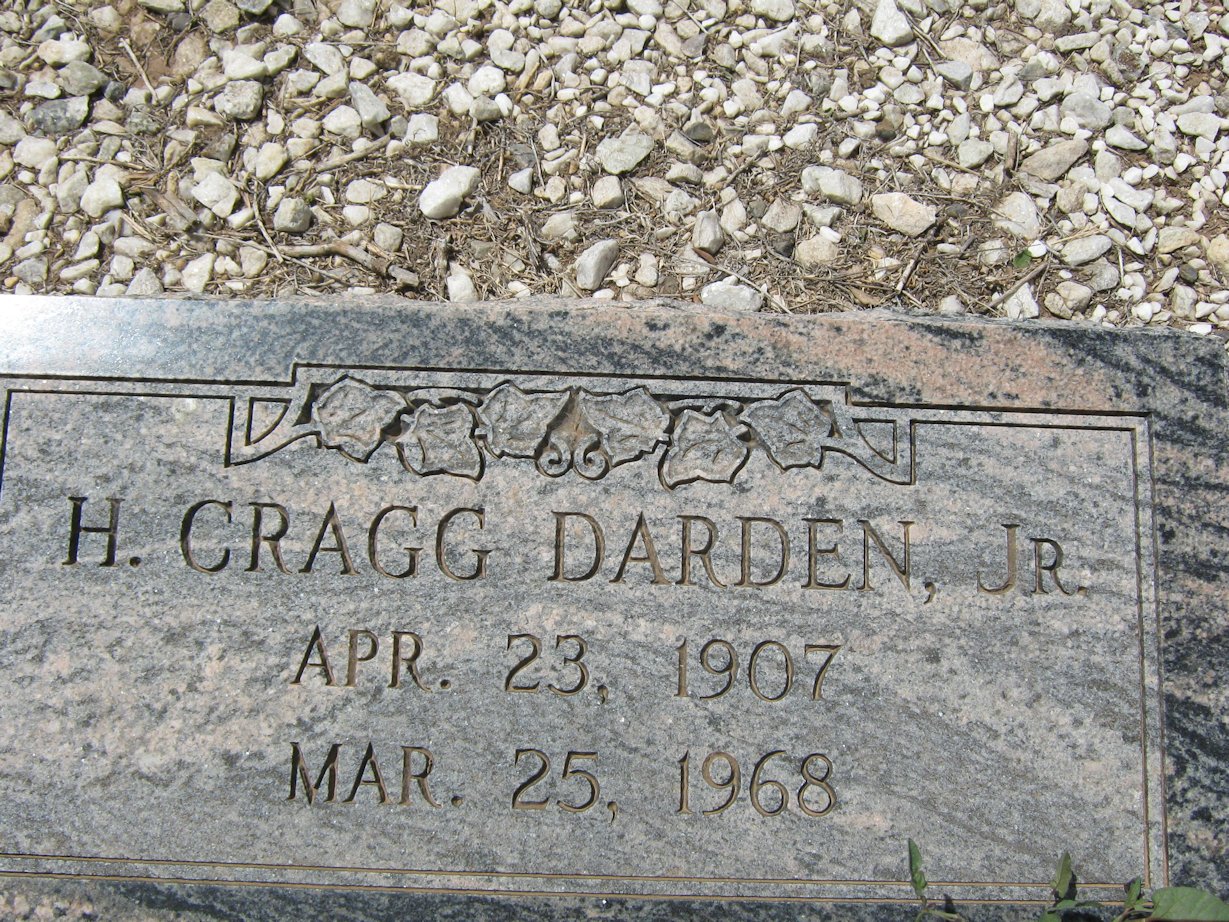 H. CRAGG DARDEN, JR.
APR. 23, 1907
MAR. 25, 1968